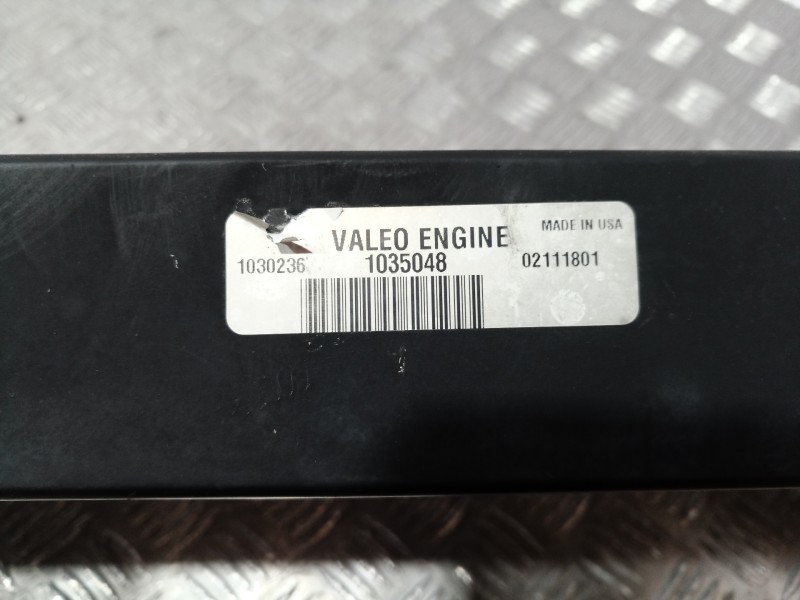 MADE IN USA
VALEO ENGINE
1030236 1035048 02111801